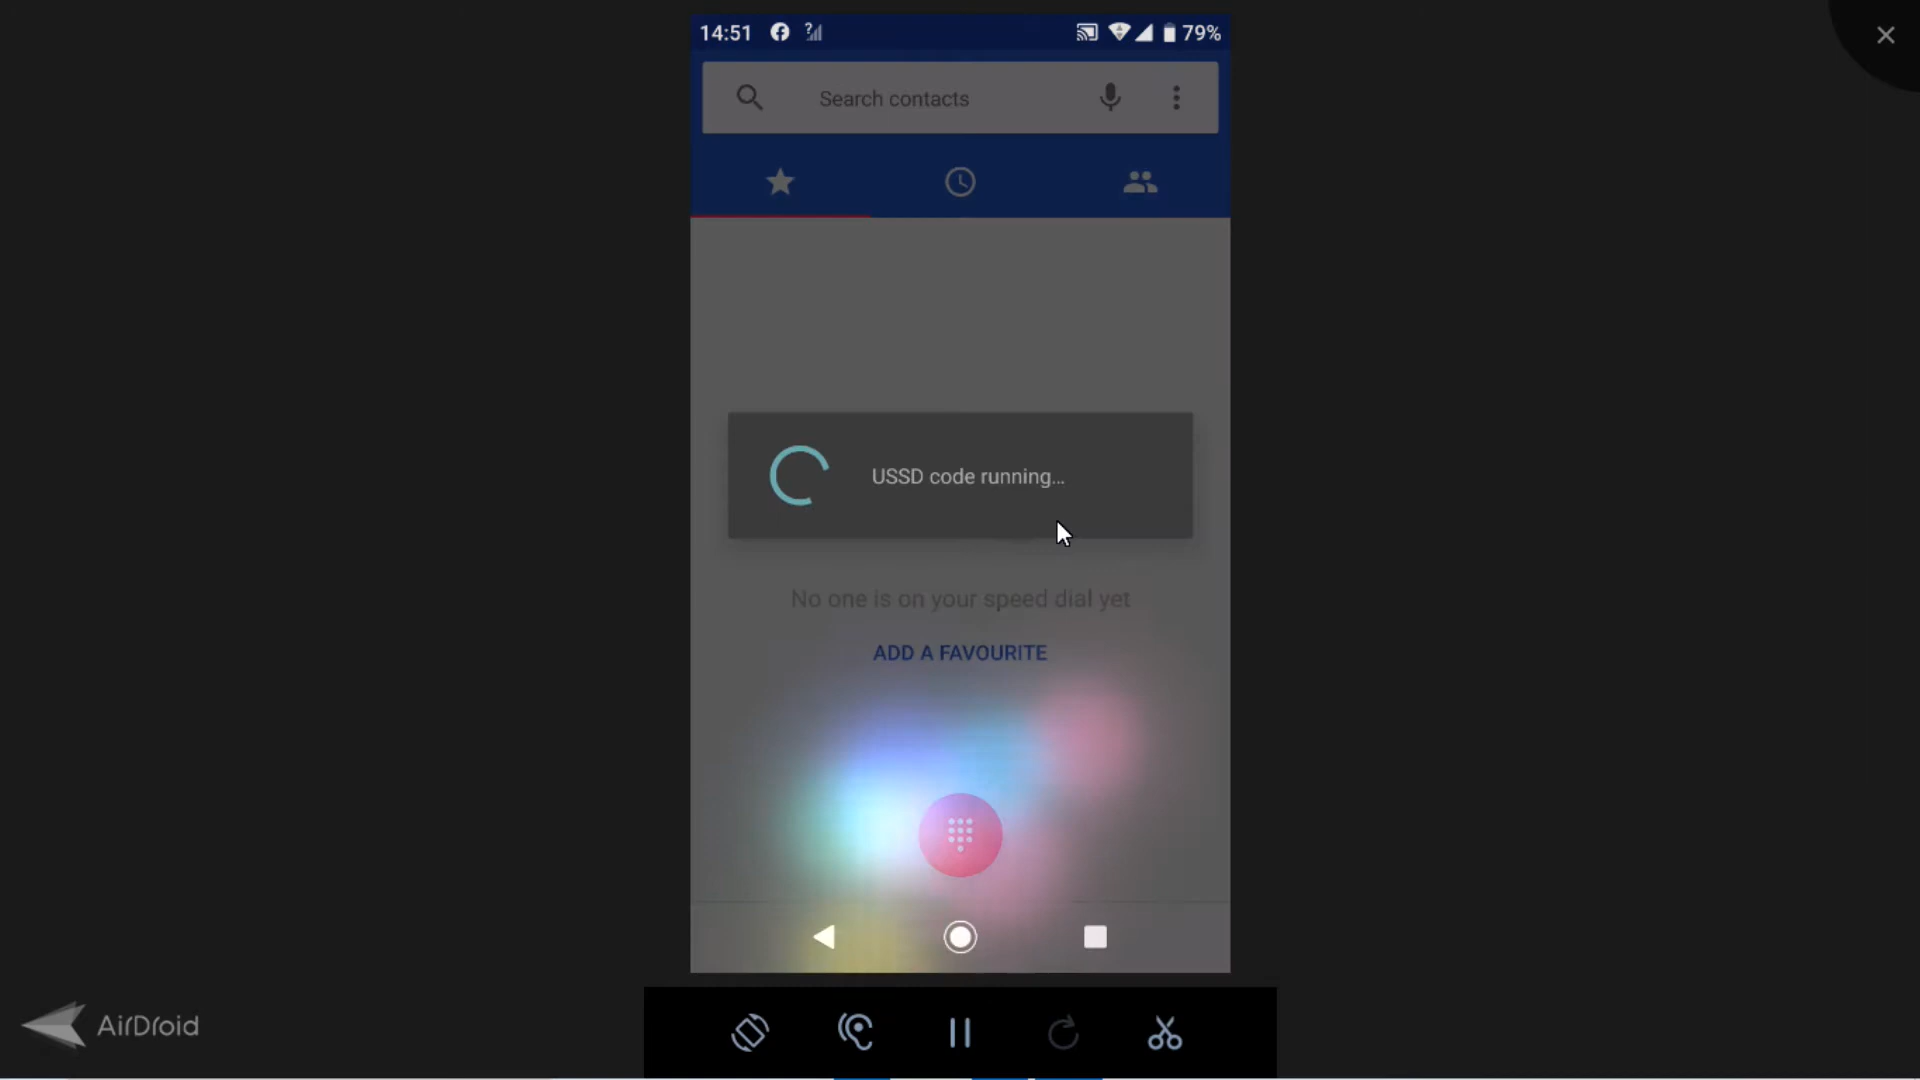 14:51
79%
Search contacts
USSD code running...
No one is on your speed dial yet
ADD A FAVOURITE
AirDroid